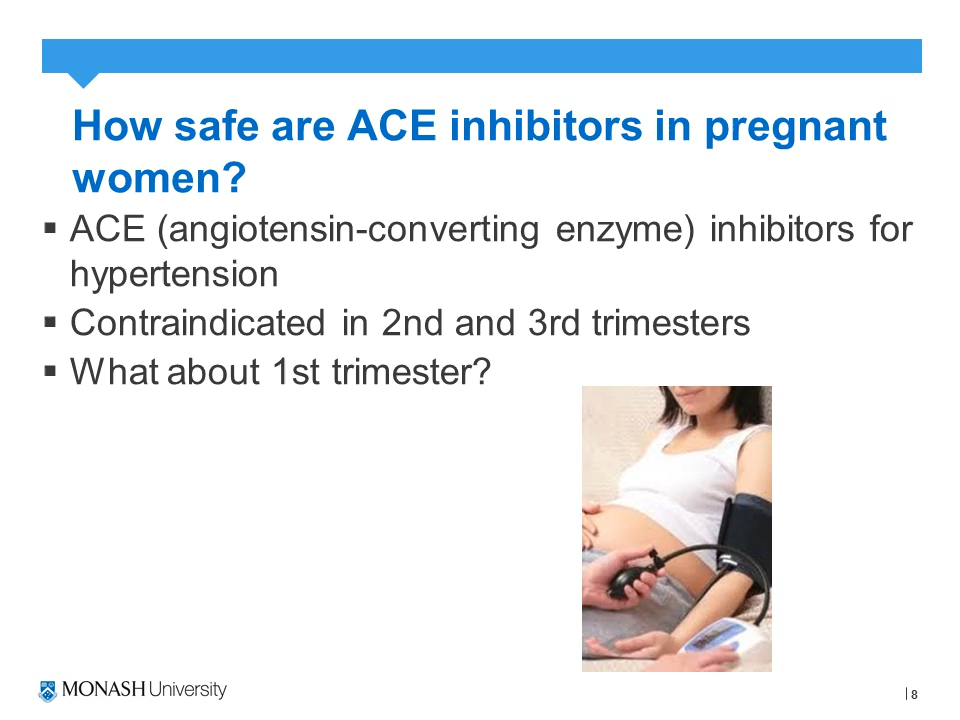 How safe are ACE inhibitors in pregnant
women?
▪ ACE (angiotensin-converting enzyme) inhibitors for
hypertension
▪ Contraindicated in 2nd and 3rd trimesters
▪ What about 1st trimester?
MONASH University
8